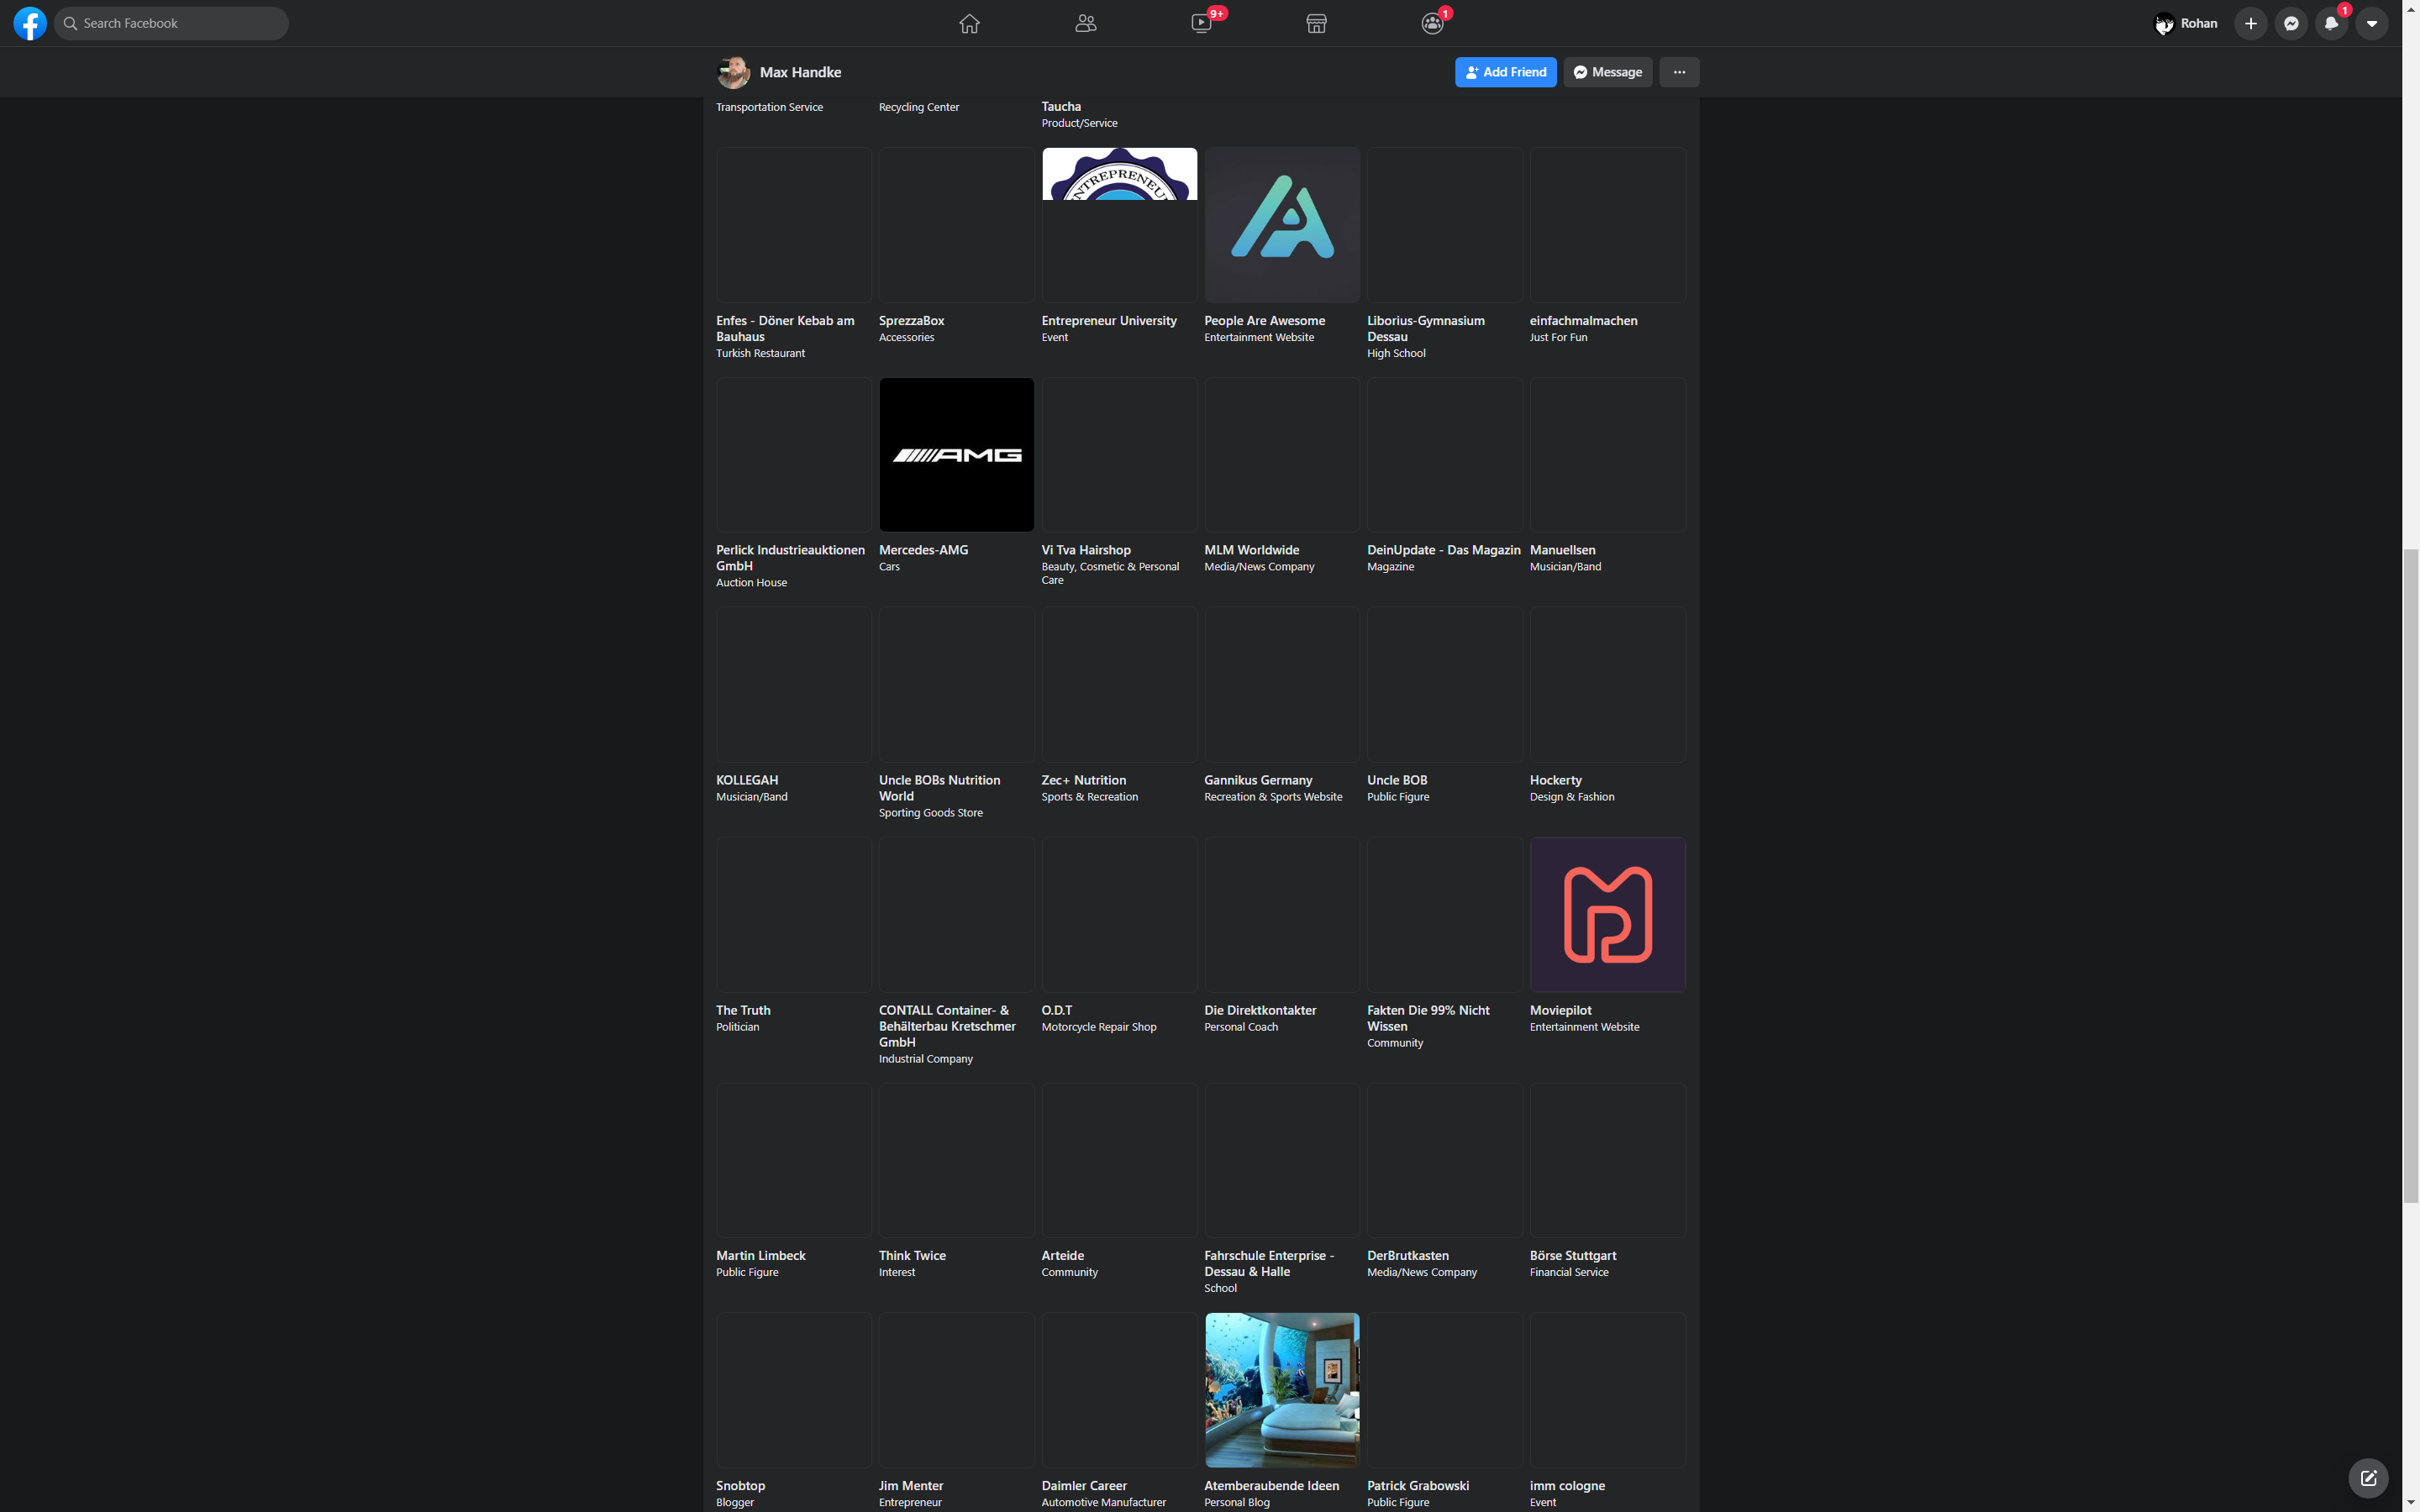 Search Facebook
9+
1
Rohan
1
Max Handke
Add Friend
Message
Transportation Service
Recycling Center
Taucha
Product/Service
ENTREPRENEU
Enfes - Döner Kebab am
Bauhaus
Turkish Restaurant
SprezzaBox
Accessories
Entrepreneur University
Event
People Are Awesome
Entertainment Website
Liborius-Gymnasium
Dessau
High School
einfachmalmachen
Just For Fun
AMG
Perlick Industrieauktionen
GmbH
Auction House
Mercedes-AMG
Cars
Vi Tva Hairshop
Beauty, Cosmetic & Personal
Care
MLM Worldwide
Media/News Company
DeinUpdate - Das Magazin
Magazine
Manuellsen
Musician/Band
KOLLEGAH
Musician/Band
Uncle BOBs Nutrition
World
Sporting Goods Store
Zec+ Nutrition
Sports & Recreation
Gannikus Germany
Recreation & Sports Website
Uncle BOB
Public Figure
Hockerty
Design & Fashion
The Truth
Politician
CONTALL Container- &
Behälterbau Kretschmer
GmbH
Industrial Company
O.D.T
Motorcycle Repair Shop
Die Direktkontakter
Personal Coach
Fakten Die 99% Nicht
Wissen
Community
Moviepilot
Entertainment Website
Martin Limbeck
Public Figure
Think Twice
Interest
Arteide
Community
Fahrschule Enterprise -
Dessau & Halle
School
DerBrutkasten
Media/News Company
Börse Stuttgart
Financial Service
Snobtop
Blogger
Jim Menter
Entrepreneur
Daimler Career
Automotive Manufacturer
Atemberaubende Ideen
Personal Blog
Patrick Grabowski
Public Figure
imm cologne
Event